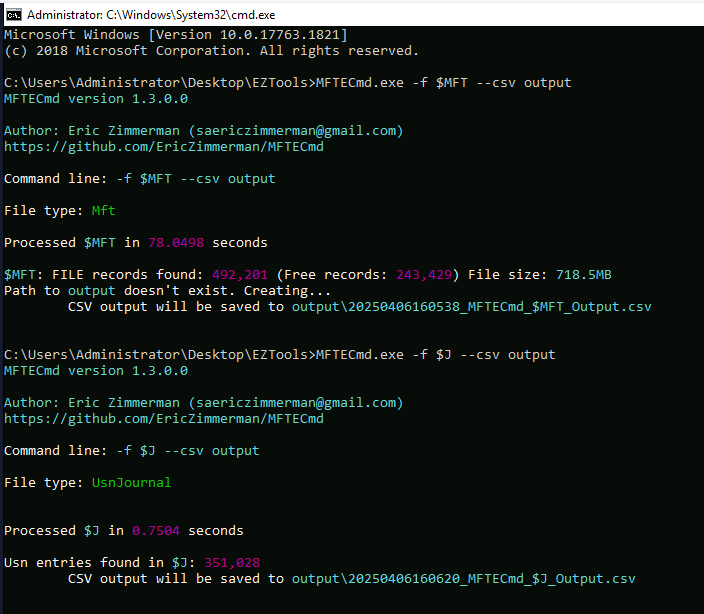 Administrator: C:\Windows\System32\cmd.exe
Microsoft Windows [Version 10.0.17763.1821]
(c) 2018 Microsoft Corporation. All rights reserved.
C:\Users\Administrator\Desktop\EZTools>MFTECmd.exe -f $MFT --csv output
MFTECmd version 1.3.0.0
Author: Eric Zimmerman (saericzimmerman@gmail.com)
https://github.com/EricZimmerman/MFTECmd
Command line: -f $MFT --csv output
File type: Mft
Processed $MFT in 78.0498 seconds
$MFT: FILE records found: 492,201 (Free records: 243,429) File size: 718.5MB
Path to output doesn't exist. Creating...
CSV output will be saved to output\20250406160538_MFTECmd_$MFT_Output.csv
C:\Users\Administrator\Desktop\EZTools>MFTECmd.exe -f $J --csv output
MFTECmd version 1.3.0.0
Author: Eric Zimmerman (saericzimmerman@gmail.com)
https://github.com/EricZimmerman/MFTECmd
Command line: -f $J --csv output
File type: UsnJournal
Processed $J in 0.7504 seconds
Usn entries found in $J: 351,028
CSV output will be saved to output\20250406160620_MFTECmd_$J_Output.csv